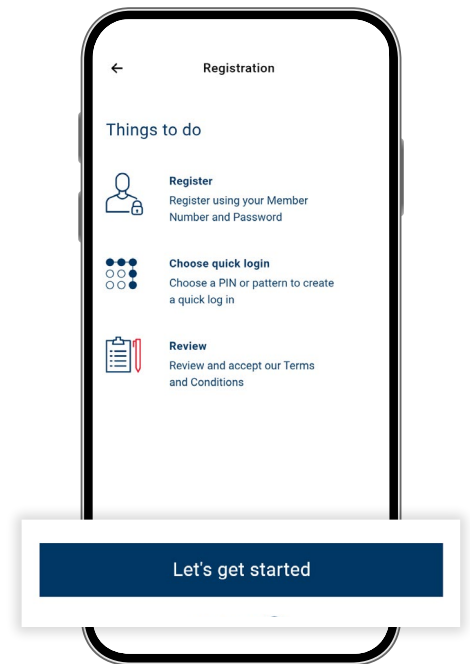 Registration
Things to do
Register
Register using your Member
Number and Password
Choose quick login
Choose a PIN or pattern to create
a quick log in
Review
Review and accept our Terms
and Conditions
Let's get started